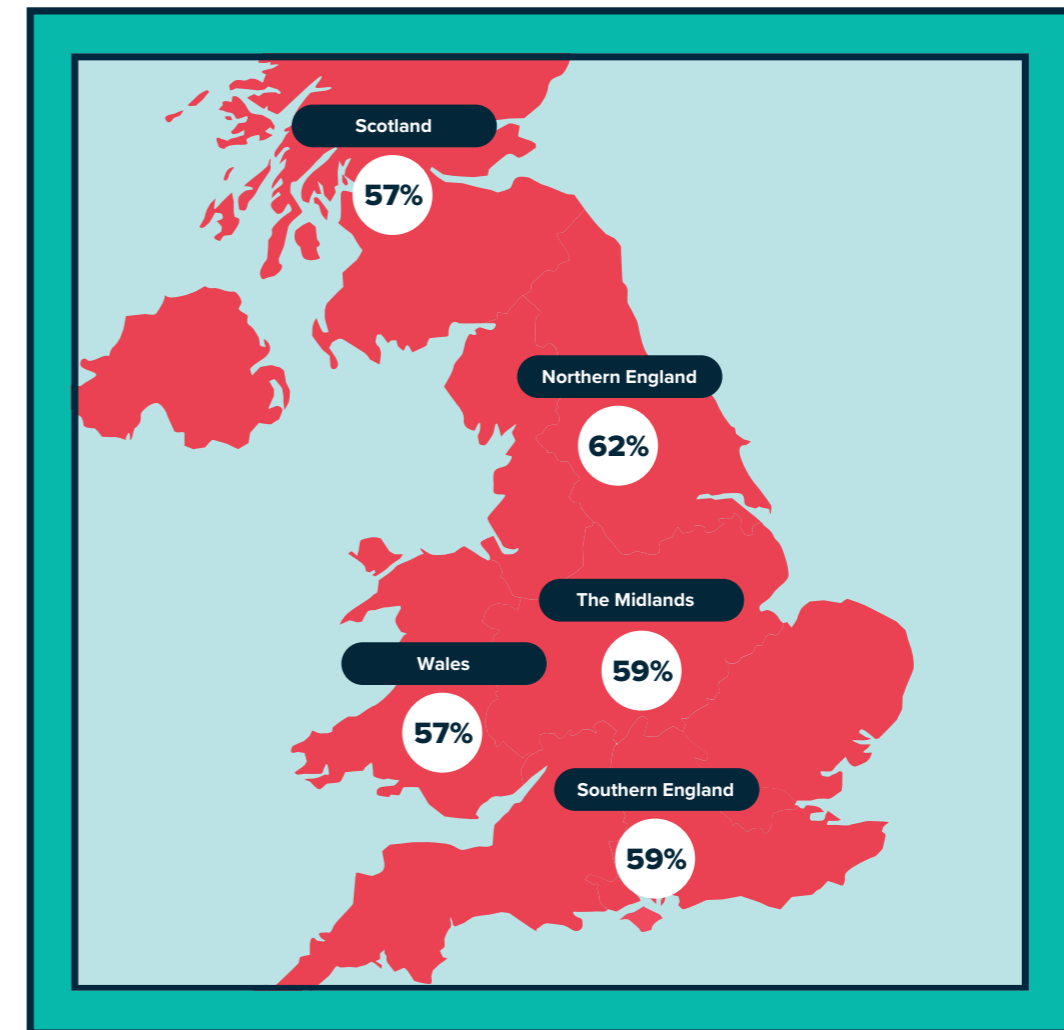 Scotland
57%
Northern England
62%
The Midlands
59%
Wales
57%
Southern England
59%